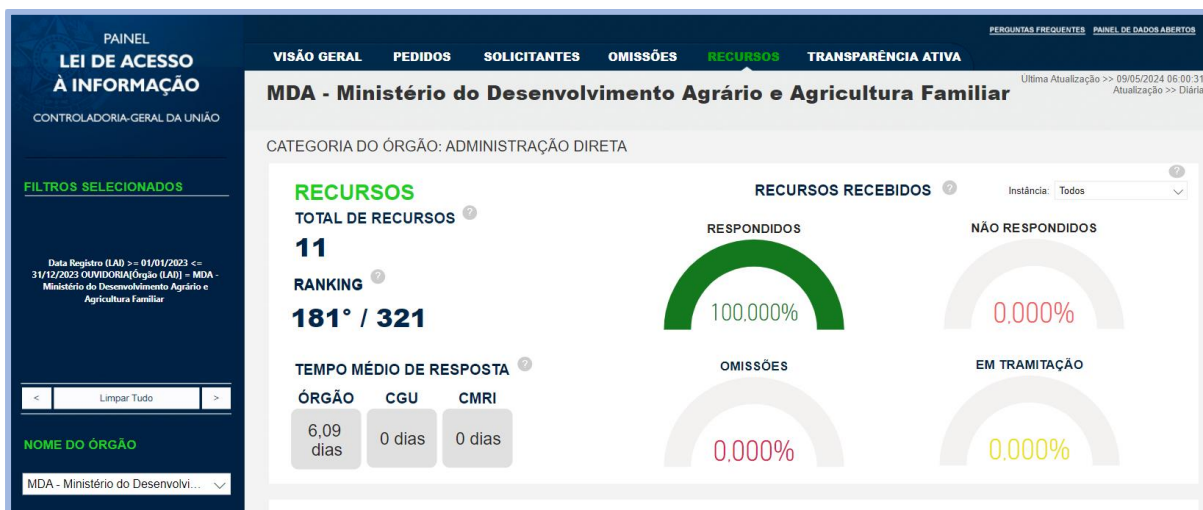 PAINEL
LEI DE ACESSO
À INFORMAÇÃO
CONTROLADORIA-GERAL DA UNIÃO
FILTROS SELECIONADOS
Data Registro (LAI) >= 01/01/2023 <=
31/12/2023 OUVIDORIA[Órgão (LAI)] = MDA -
Ministério do Desenvolvimento Agrário e
Agricultura Familiar
< Limpar Tudo >
NOME DO ÓRGÃO
MDA - Ministério do Desenvolvi...
PERGUNTAS FREQUENTES PAINEL DE DADOS ABERTOS
VISÃO GERAL PEDIDOS SOLICITANTES OMISSÕES RECURSOS TRANSPARÊNCIA ATIVA
MDA - Ministério do Desenvolvimento Agrário e Agricultura Familiar
Ultima Atualização >> 09/05/2024 06:00:31
Atualização >> Diária
CATEGORIA DO ÓRGÃO: ADMINISTRAÇÃO DIRETA
RECURSOS
TOTAL DE RECURSOS ?
11
RANKING ?
181° / 321
TEMPO MÉDIO DE RESPOSTA ?
ÓRGÃO CGU CMRI
6,09 dias 0 dias 0 dias
RECURSOS RECEBIDOS ?
?
Instância: Todos
RESPONDIDOS NÃO RESPONDIDOS
100,000% 0,000%
OMISSÕES EM TRAMITAÇÃO
0,000% 0,000%